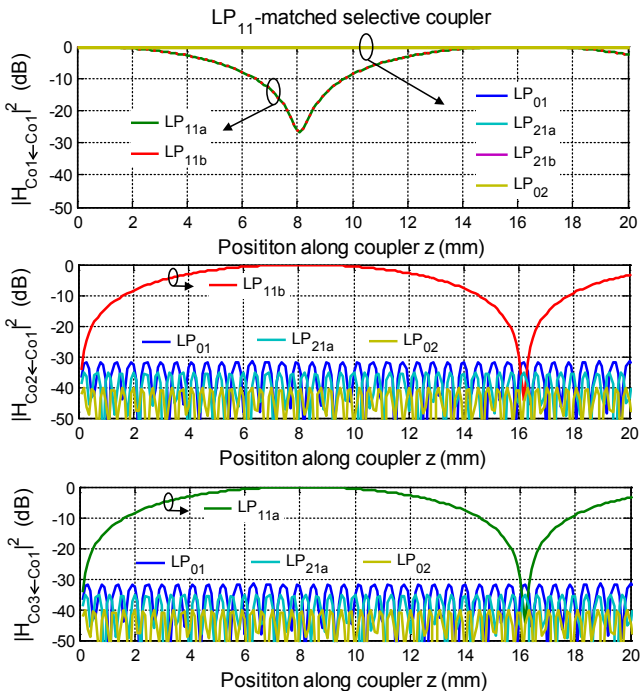 LP11-matched selective coupler
|HCo1←Co1|² (dB)
0
-10
-20
-30
-40
-50
LP11a
LP11b
LP01
LP21a
LP21b
LP02
0 2 4 6 8 10 12 14 16 18 20
Posititon along coupler z (mm)
|HCo2←Co1|² (dB)
0
-10
-20
-30
-40
-50
LP11b
LP01 LP21a LP02
0 2 4 6 8 10 12 14 16 18 20
Posititon along coupler z (mm)
|HCo3←Co1|² (dB)
0
-10
-20
-30
-40
-50
LP11a
LP01 LP21a LP02
0 2 4 6 8 10 12 14 16 18 20
Posititon along coupler z (mm)